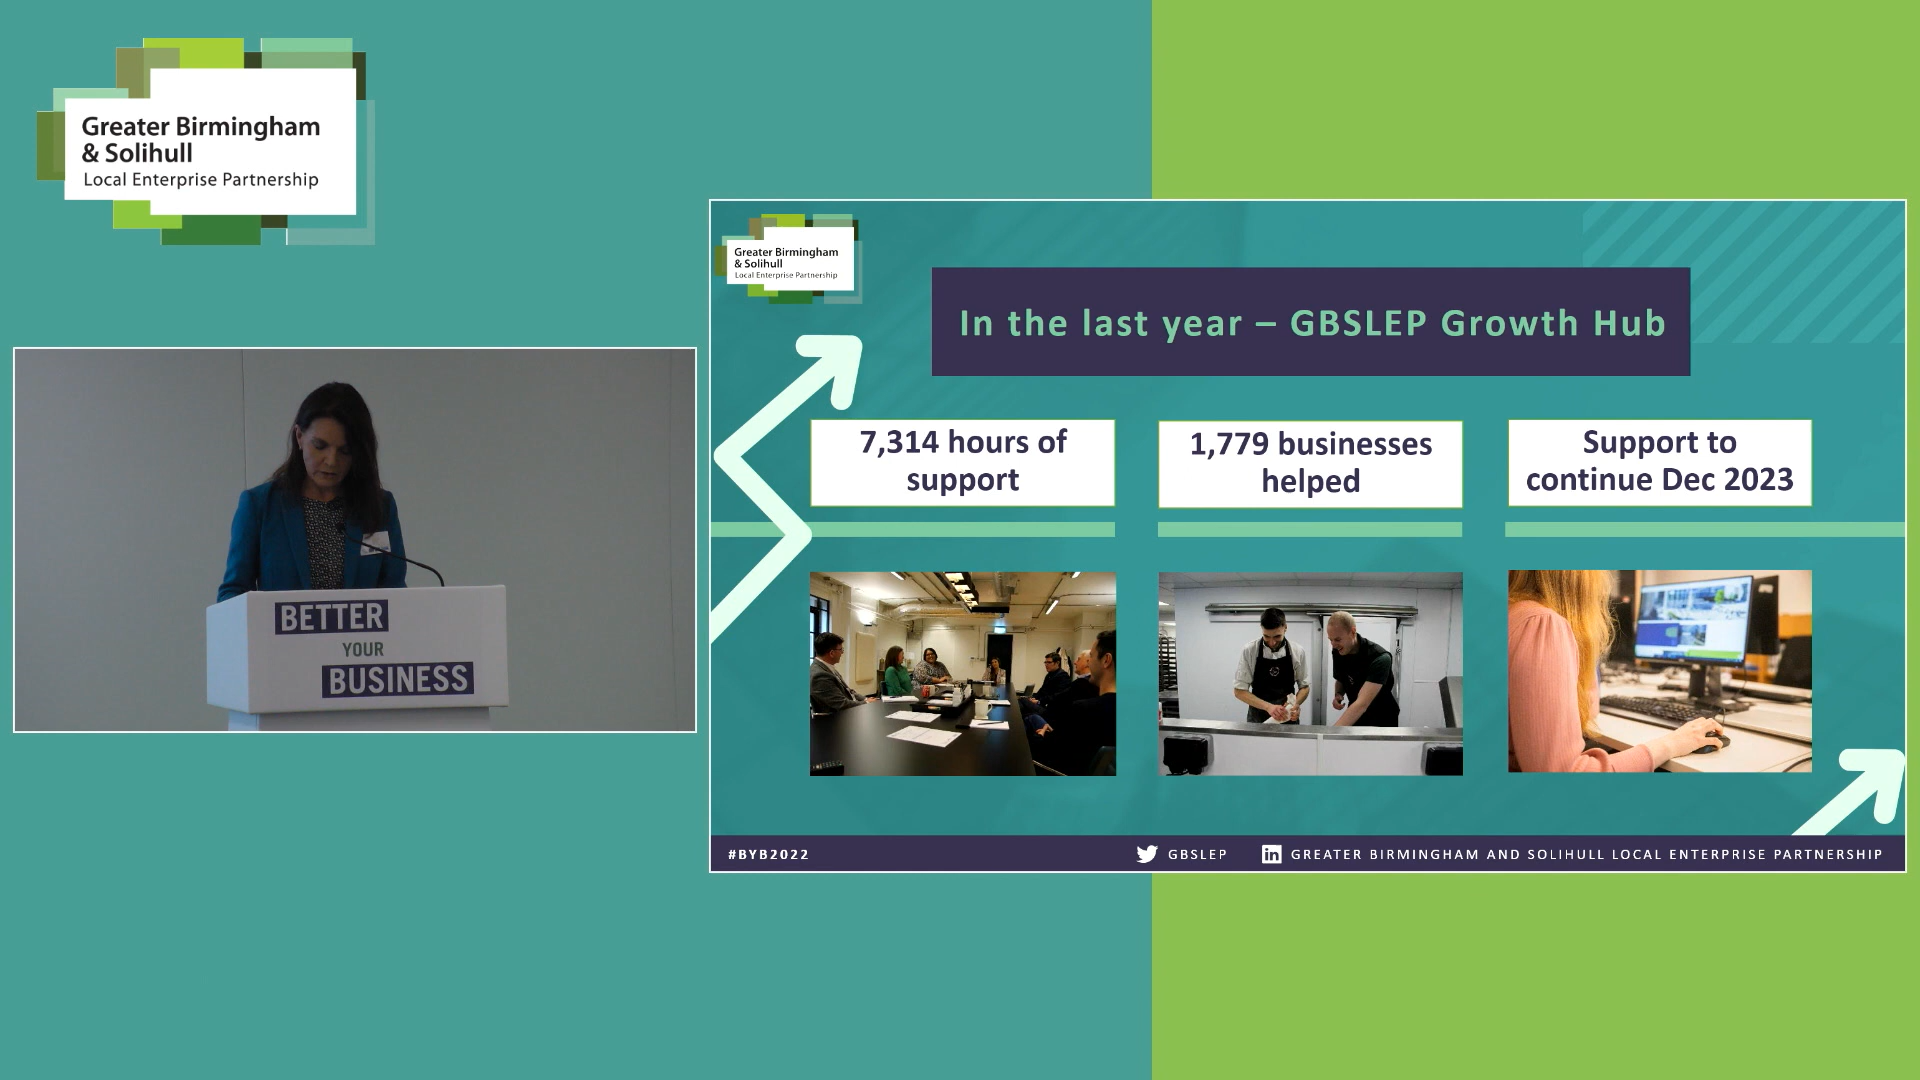 Greater Birmingham
& Solihull
Local Enterprise Partnership
BETTER
YOUR
BUSINESS
Greater Birmingham
& Solihull
Local Enterprise Partnership
In the last year – GBSLEP Growth Hub
7,314 hours of
support
1,779 businesses
helped
Support to
continue Dec 2023
#BYB2022
GBSLEP
GREATER BIRMINGHAM AND SOLIHULL LOCAL ENTERPRISE PARTNERSHIP